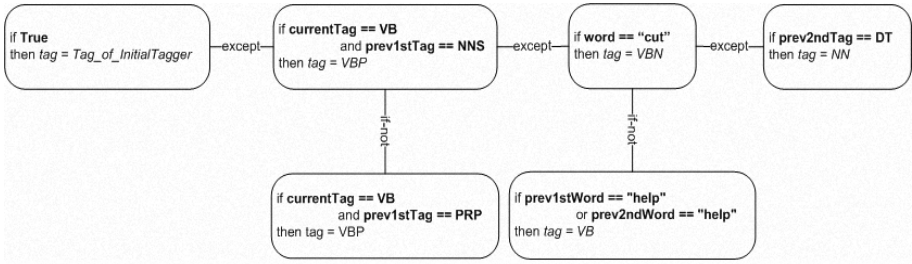 if True
then tag = Tag_of_InitialTagger
except
if currentTag == VB
and prev1stTag == NNS
then tag = VBP
except
if word == “cut”
then tag = VBN
except
if prev2ndTag == DT
then tag = NN
if-not
if-not
if currentTag == VB
and prev1stTag == PRP
then tag = VBP
if prev1stWord == "help"
or prev2ndWord == "help"
then tag = VB